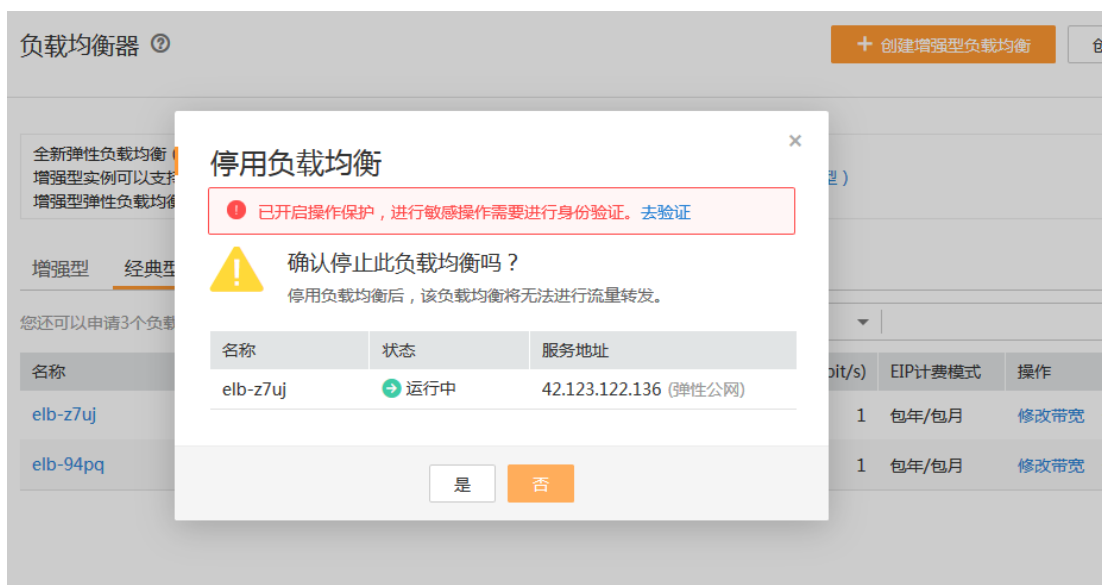 负载均衡器
+ 创建增强型负载均衡
全新弹性负载均衡
增强型实例可以支持
型）
增强型弹性负载均衡
停用负载均衡
×
已开启操作保护，进行敏感操作需要进行身份验证。去验证
确认停止此负载均衡吗？
停用负载均衡后，该负载均衡将无法进行流量转发。
增强型 经典型
您还可以申请3个负载
名称 状态 服务地址
elb-z7uj 运行中 42.123.122.136 (弹性公网)
是 否
名称 bit/s) EIP计费模式 操作
elb-z7uj 1 包年/包月 修改带宽
elb-94pq 1 包年/包月 修改带宽